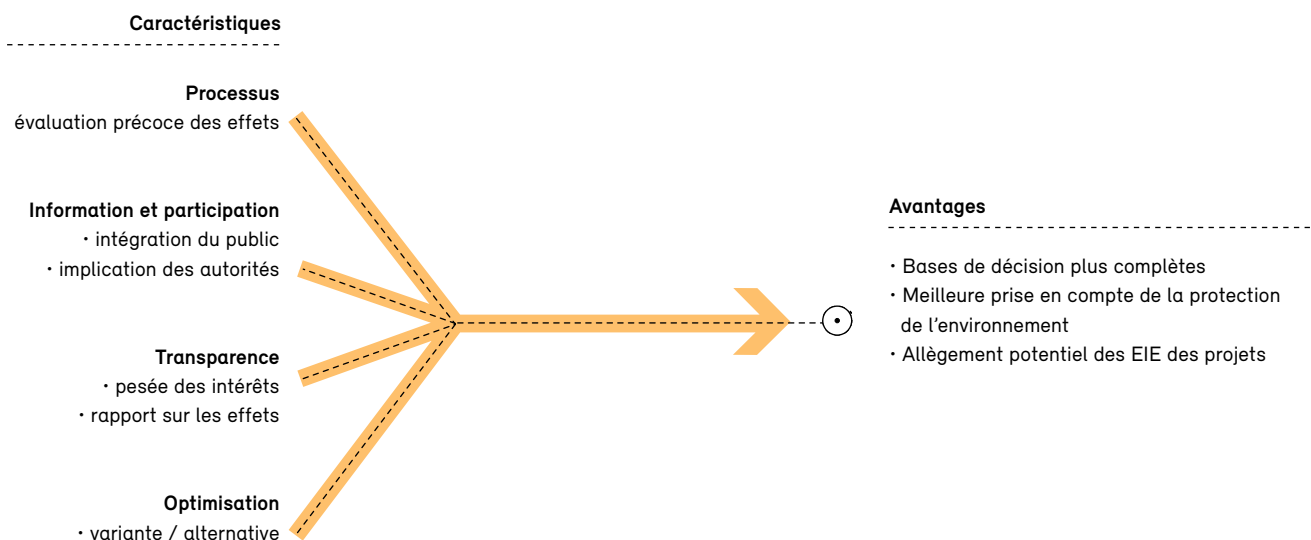 Caractéristiques
Processus
évaluation précoce des effets
Information et participation
• intégration du public
• implication des autorités
Transparence
• pesée des intérêts
• rapport sur les effets
Optimisation
• variante / alternative
Avantages
• Bases de décision plus complètes
• Meilleure prise en compte de la protection
de l'environnement
• Allègement potentiel des EIE des projets